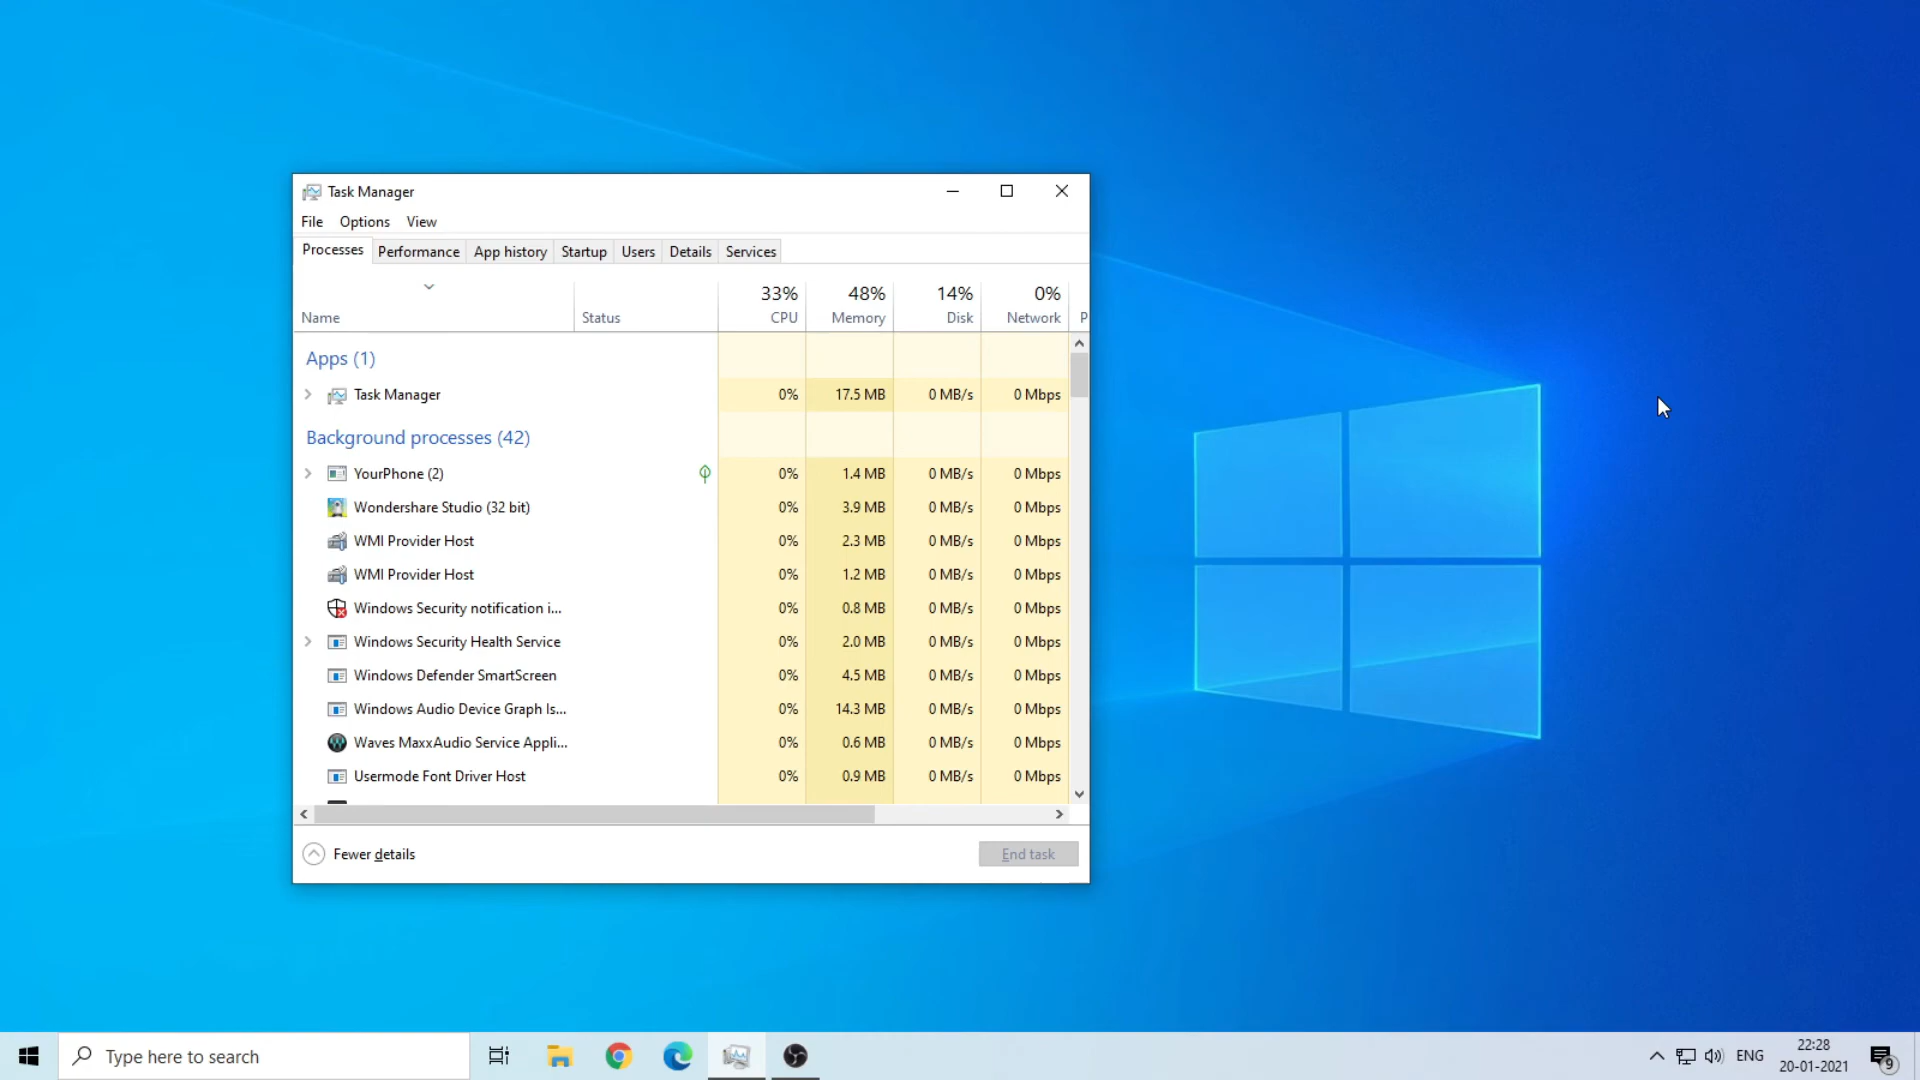 Task Manager
File Options View
Processes Performance App history Startup Users Details Services
33% 48% 14% 0%
Name Status CPU Memory Disk Network P
Apps (1)
Task Manager 0% 17.5 MB 0 MB/s 0 Mbps
Background processes (42)
YourPhone (2) 0% 1.4 MB 0 MB/s 0 Mbps
Wondershare Studio (32 bit) 0% 3.9 MB 0 MB/s 0 Mbps
WMI Provider Host 0% 2.3 MB 0 MB/s 0 Mbps
WMI Provider Host 0% 1.2 MB 0 MB/s 0 Mbps
Windows Security notification i... 0% 0.8 MB 0 MB/s 0 Mbps
Windows Security Health Service 0% 2.0 MB 0 MB/s 0 Mbps
Windows Defender SmartScreen 0% 4.5 MB 0 MB/s 0 Mbps
Windows Audio Device Graph Is... 0% 14.3 MB 0 MB/s 0 Mbps
Waves MaxxAudio Service Appli... 0% 0.6 MB 0 MB/s 0 Mbps
Usermode Font Driver Host 0% 0.9 MB 0 MB/s 0 Mbps
Fewer details End task
Type here to search ENG 22:28
20-01-2021 9